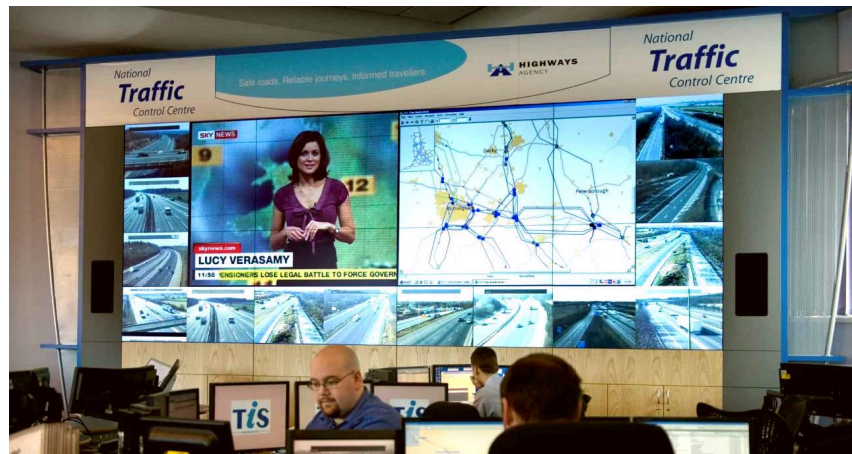 National
Traffic
Control Centre
Safe roads. Reliable journeys. Informed travellers
HIGHWAYS
AGENCY
National
Traffic
Control Centre
SKY NEWS
9
12
skynews.com
LUCY VERASAMY
11:58 ENSIONERS LOSE LEGAL BATTLE TO FORCE GOVERN
Derby
Peterborough
TiS
TiS